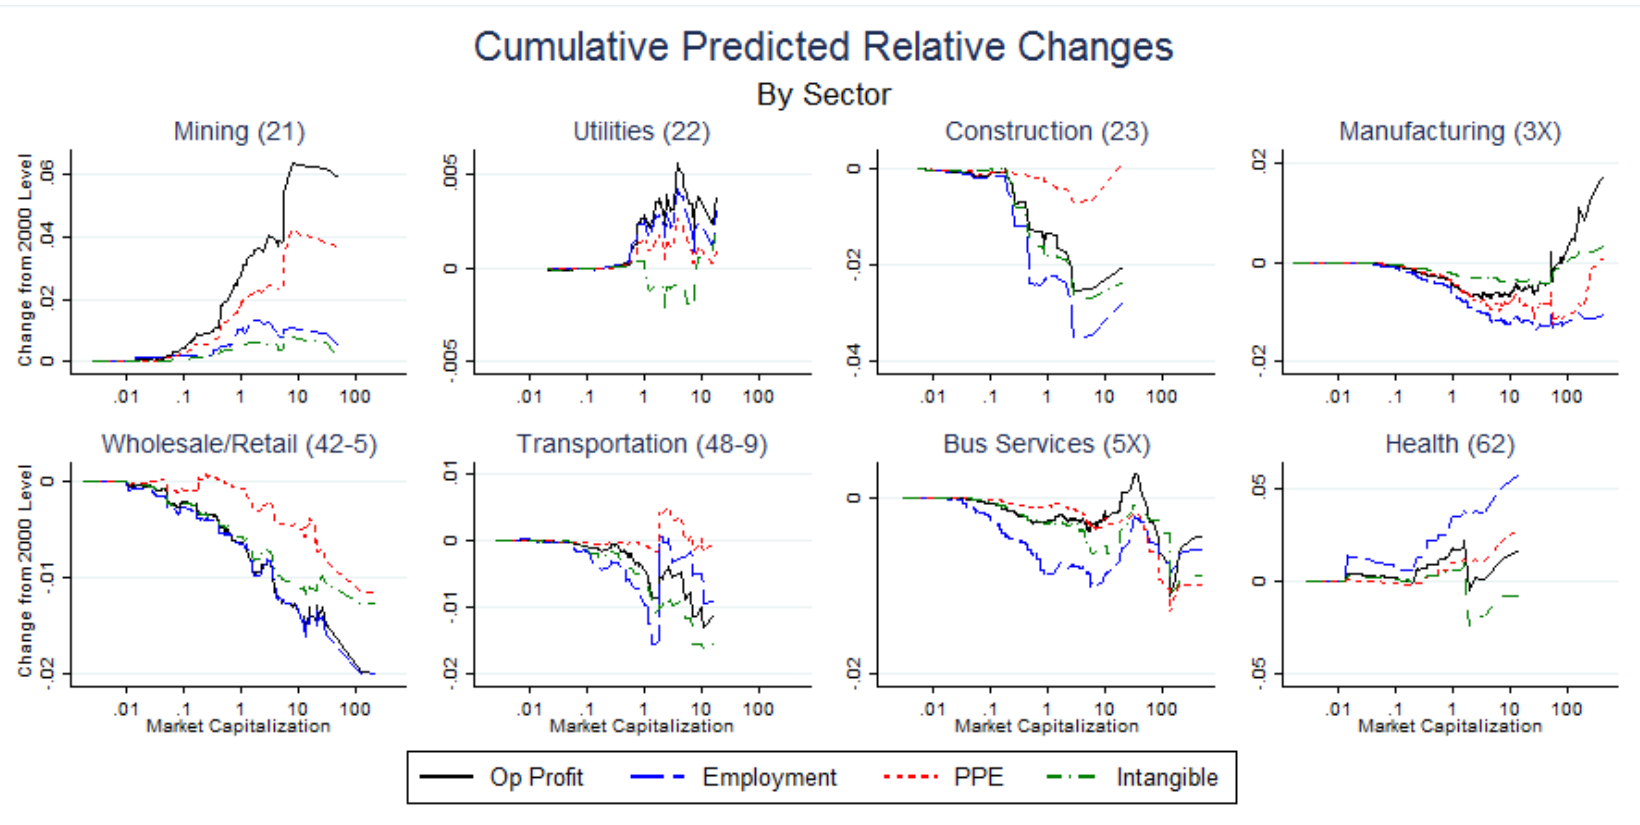 Cumulative Predicted Relative Changes
By Sector
Mining (21) Utilities (22) Construction (23) Manufacturing (3X)
Change from 2000 Level
.06
.04
.02
0
.01 .1 1 10 100
.005
0
-.005
.01 .1 1 10 100
0
-.02
-.04
.01 .1 1 10 100
.02
0
-.02
.01 .1 1 10 100
Wholesale/Retail (42-5) Transportation (48-9) Bus Services (5X) Health (62)
Change from 2000 Level
0
-.01
-.02
.01 .1 1 10 100
Market Capitalization
.01
0
-.01
-.02
.01 .1 1 10 100
Market Capitalization
0
-.02
.01 .1 1 10 100
Market Capitalization
.05
0
-.05
.01 .1 1 10 100
Market Capitalization
Op Profit Employment PPE Intangible